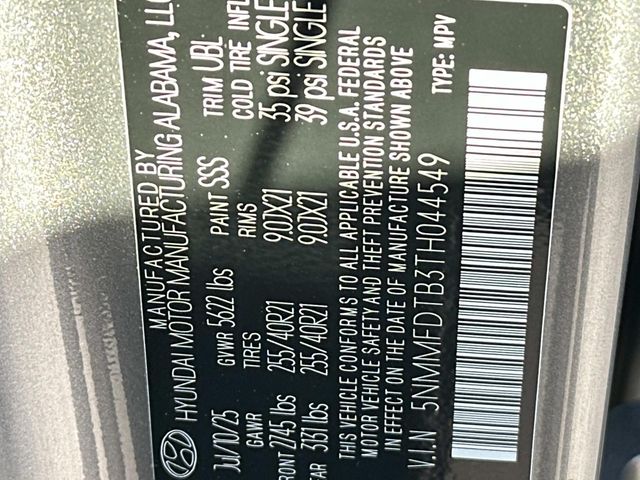 MANUFACTURED BY
HYUNDAI MOTOR MANUFACTURING ALABAMA, LLC
Jul/10/25 GVWR 5622 lbs PAINT SSS TRIM UBL
GAWR TIRES RIMS COLD TIRE INFL
FRONT 2745 lbs 255/40R21 9.0JX21 35 psi SINGLE
REAR 3131 lbs 255/40R21 9.0JX21 39 psi SINGLE
THIS VEHICLE CONFORMS TO ALL APPLICABLE U.S.A. FEDERAL
MOTOR VEHICLE SAFETY AND THEFT PREVENTION STANDARDS
IN EFFECT ON THE DATE OF MANUFACTURE SHOWN ABOVE
V.I.N 5NMMFDTB3TH044549 TYPE: MPV